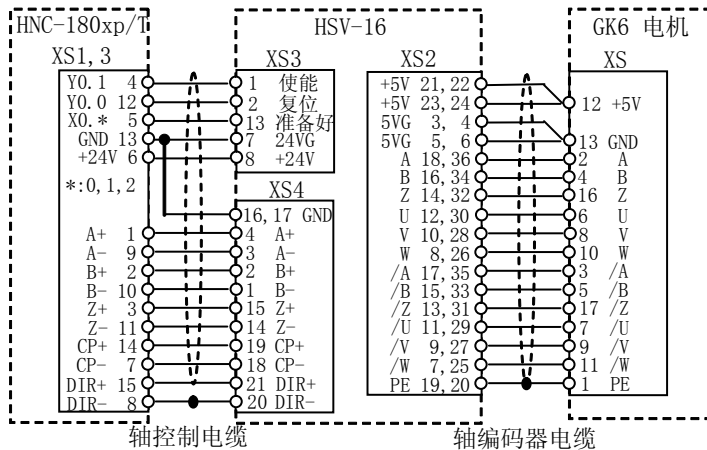 HNC-180xp/T HSV-16 GK6 电机
XS1,3 XS3 XS2 XS
Y0.1 4 1 使能 +5V 21,22
Y0.0 12 2 复位 +5V 23,24 12 +5V
X0.* 5 13 准备好 5VG 3, 4
GND 13 7 24VG 5VG 5, 6 13 GND
+24V 6 8 +24V A 18,36 2 A
*:0,1,2 B 16,34 4 B
XS4 Z 14,32 16 Z
16,17 GND U 12,30 6 U
A+ 1 4 A+ V 10,28 8 V
A- 9 3 A- W 8,26 10 W
B+ 2 2 B+ /A 17,35 3 /A
B- 10 1 B- /B 15,33 5 /B
Z+ 3 15 Z+ /Z 13,31 17 /Z
Z- 11 14 Z- /U 11,29 7 /U
CP+ 14 19 CP+ /V 9,27 9 /V
CP- 7 18 CP- /W 7,25 11 /W
DIR+ 15 21 DIR+ PE 19,20 1 PE
DIR- 8 20 DIR-
轴控制电缆 轴编码器电缆